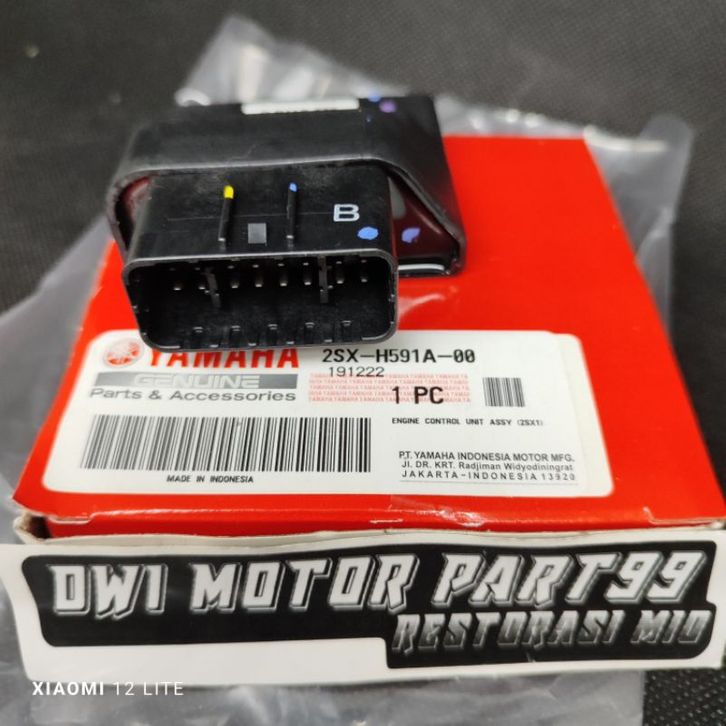 B
YAMAHA
GENUINE
Parts & Accessories
2SX-H591A-00
191222
1 PC
ENGINE CONTROL UNIT ASSY (2SX1)
MADE IN INDONESIA
PT. YAMAHA INDONESIA MOTOR MFG.
JL. DR. KRT. Radjiman Widyodiningrat
JAKARTA-INDONESIA 13920
DWI MOTOR PART99
RESTORASI MIO
XIAOMI 12 LITE